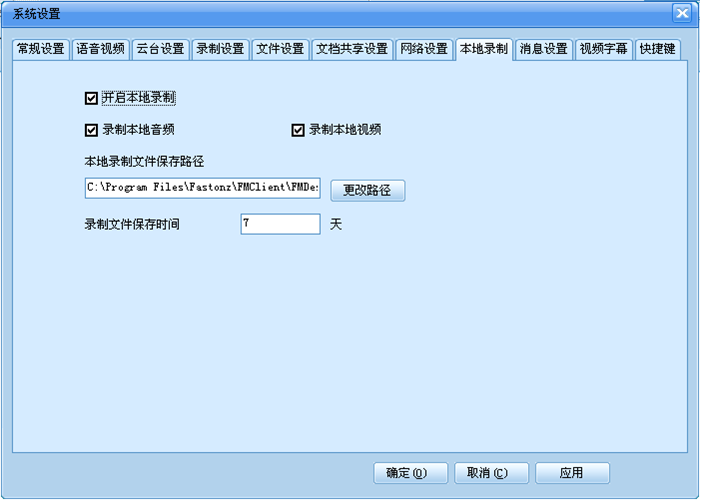 系统设置
常规设置 语音视频 云台设置 录制设置 文件设置 文档共享设置 网络设置 本地录制 消息设置 视频字幕 快捷键
开启本地录制
录制本地音频 录制本地视频
本地录制文件保存路径
C:\Program Files\Fastonz\FMClient\FMDe 更改路径
录制文件保存时间 7 天
确定(O) 取消(C) 应用